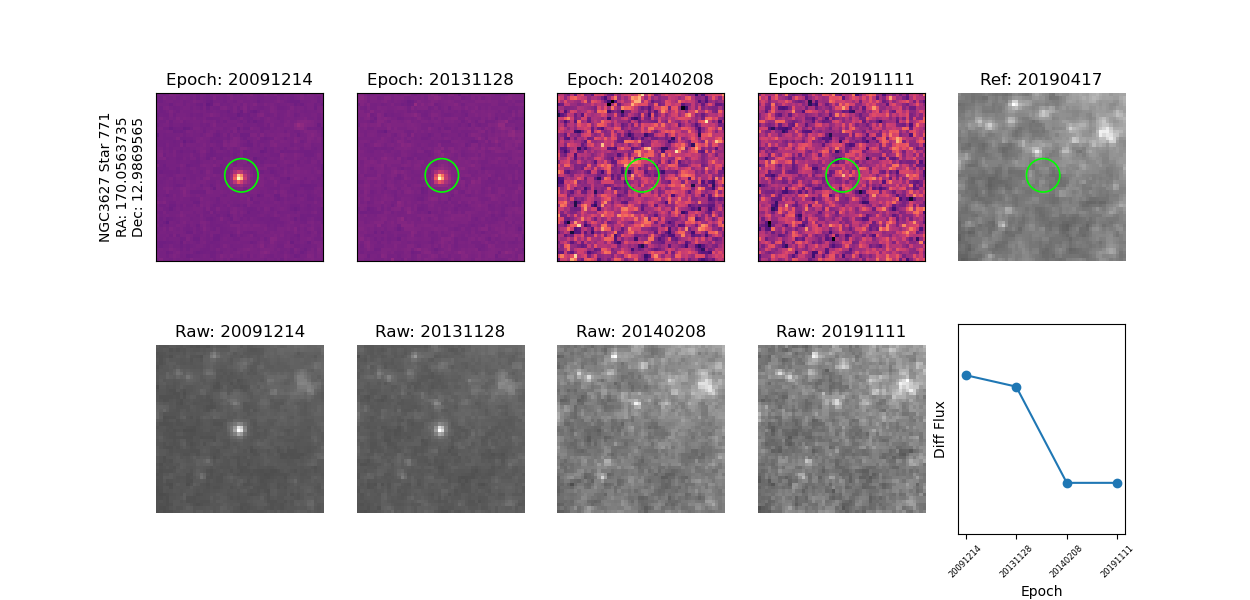 Epoch: 20091214
Epoch: 20131128
Epoch: 20140208
Epoch: 20191111
Ref: 20190417
NGC3627 Star 771
RA: 170.0563735
Dec: 12.9869565
Raw: 20091214
Raw: 20131128
Raw: 20140208
Raw: 20191111
Diff Flux
20091214
20131128
20140208
20191111
Epoch